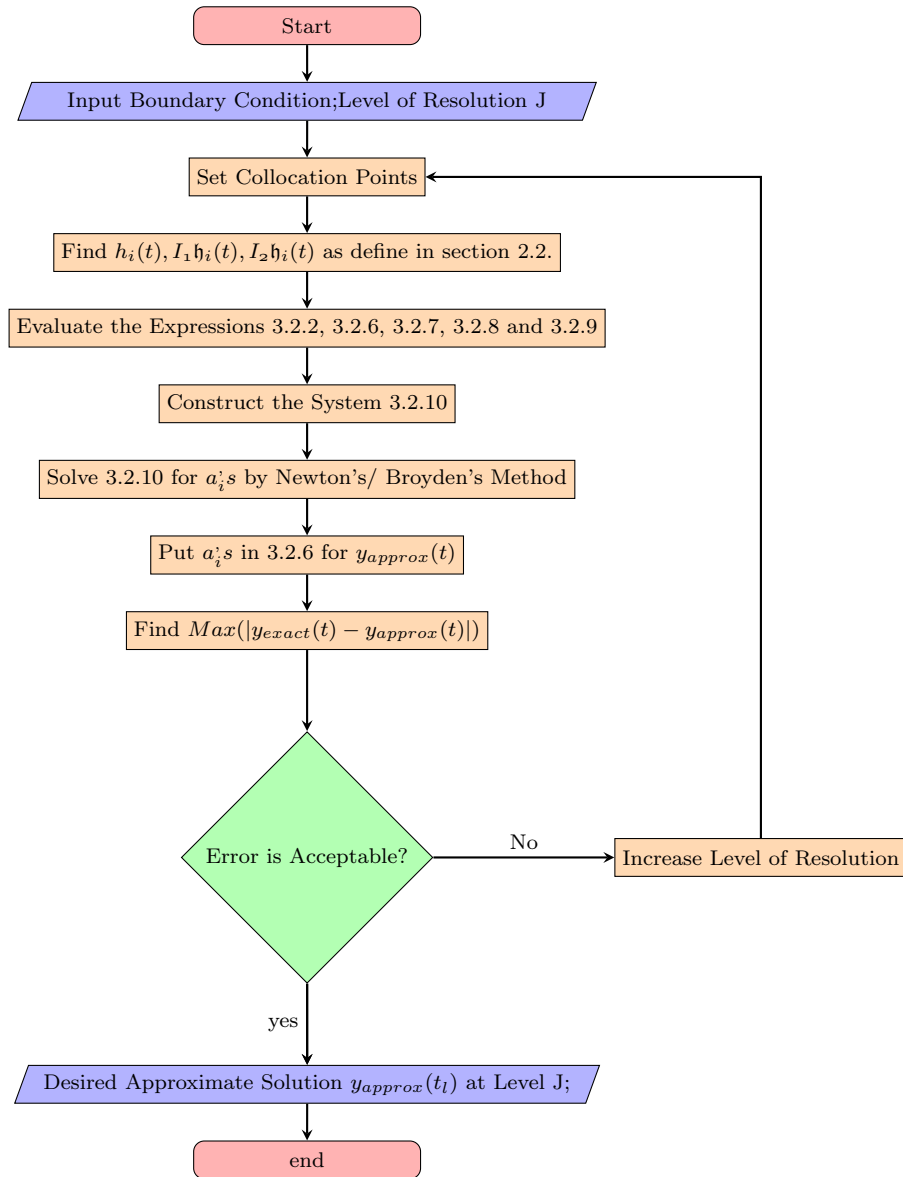 Start
Input Boundary Condition;Level of Resolution J
Set Collocation Points
Find $h_i(t), I_1\mathfrak{h}_i(t), I_2\mathfrak{h}_i(t)$ as define in section 2.2.
Evaluate the Expressions 3.2.2, 3.2.6, 3.2.7, 3.2.8 and 3.2.9
Construct the System 3.2.10
Solve 3.2.10 for $a_i^,s$ by Newton's/ Broyden's Method
Put $a_i^,s$ in 3.2.6 for $y_{approx}(t)$
Find $Max(|y_{exact}(t) - y_{approx}(t)|)$
Error is Acceptable?
No
Increase Level of Resolution
yes
Desired Approximate Solution $y_{approx}(t_l)$ at Level J;
end